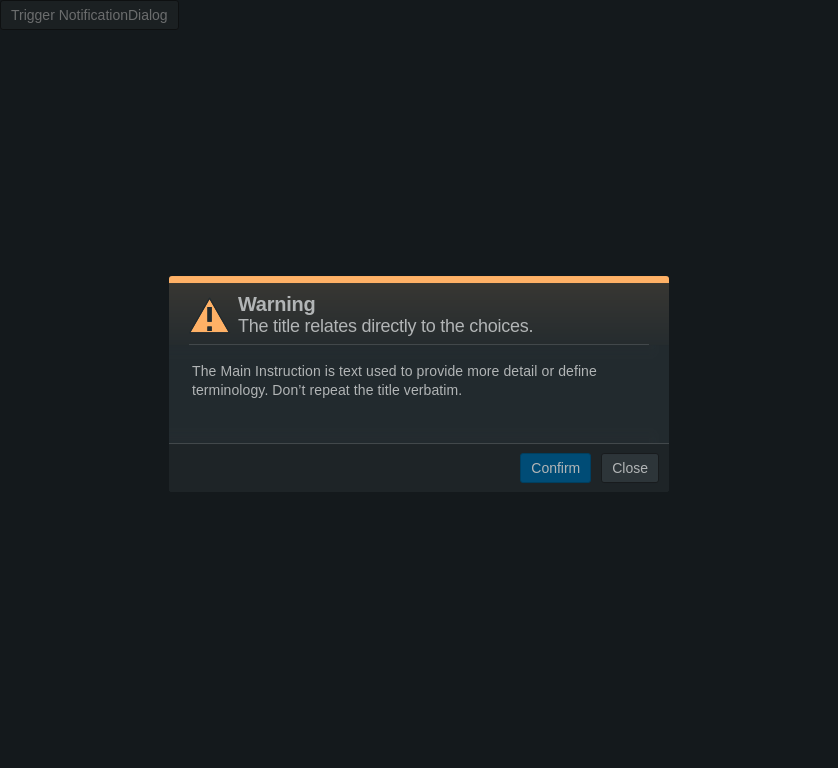 Trigger NotificationDialog
Warning
The title relates directly to the choices.
The Main Instruction is text used to provide more detail or define
terminology. Don’t repeat the title verbatim.
Confirm
Close